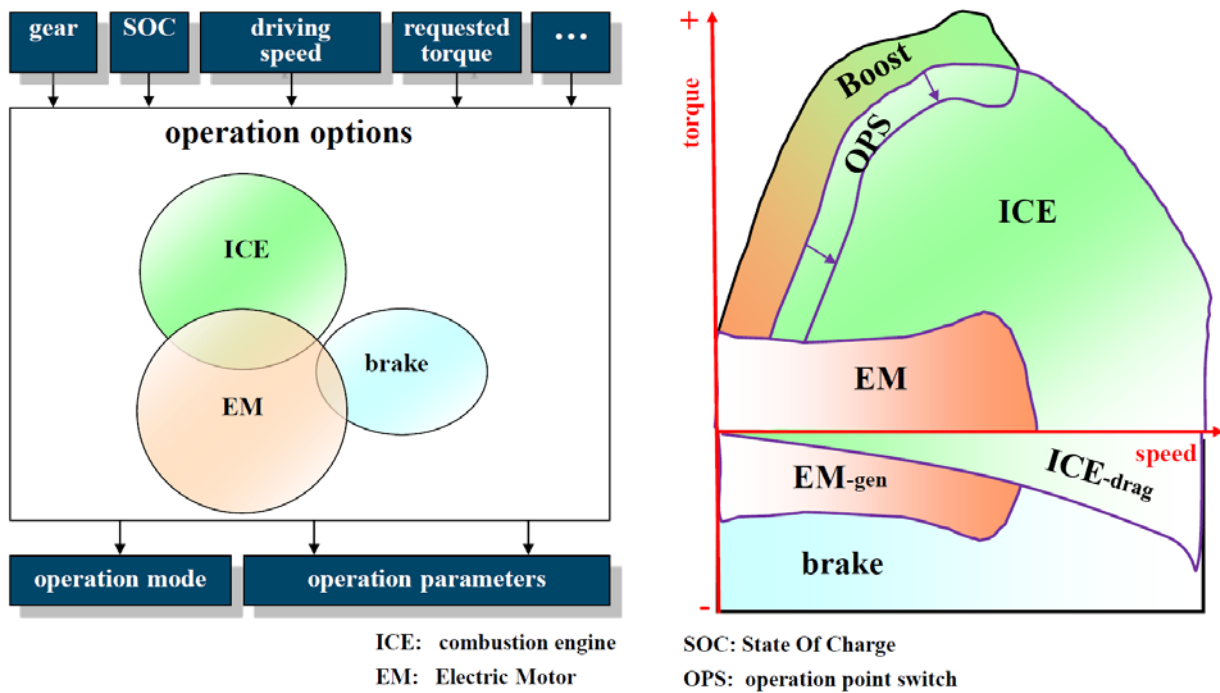 gear
SOC
driving
speed
requested
torque
...
operation options
ICE
EM
brake
operation mode
operation parameters
+
torque
Boost
OPS
ICE
EM
speed
EM-gen
ICE-drag
brake
-
ICE: combustion engine
EM: Electric Motor
SOC: State Of Charge
OPS: operation point switch